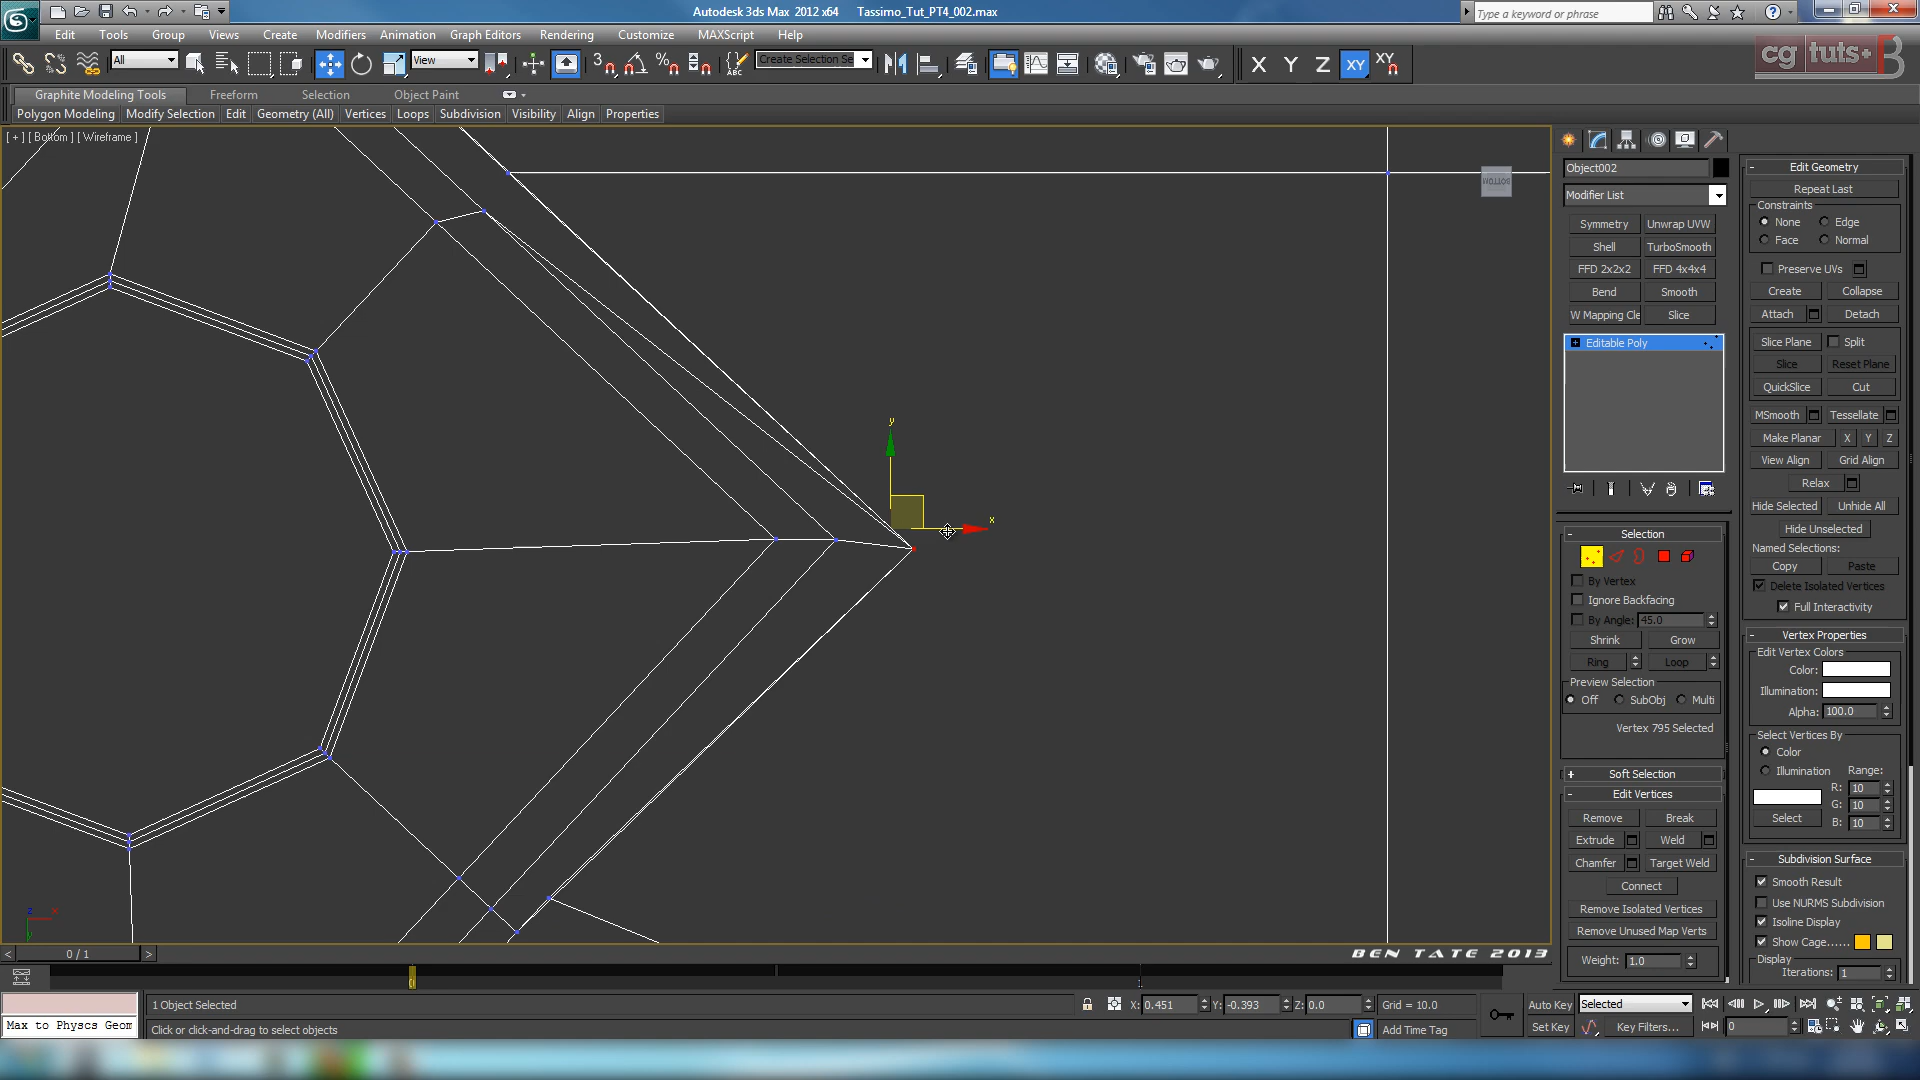 Autodesk 3ds Max 2012 x64 Tassimo_Tut_PT4_002.max
Type a keyword or phrase
Edit Tools Group Views Create Modifiers Animation Graph Editors Rendering Customize MAXScript Help
All View 3 Create Selection Se X Y Z XY XY
cg tuts+
Graphite Modeling Tools Freeform Selection Object Paint
Polygon Modeling Modify Selection Edit Geometry (All) Vertices Loops Subdivision Visibility Align Properties
[ + ] [ Bottom ] [ Wireframe ]
BOTTOM
y
x
z x
y
Object002
Modifier List
Symmetry Unwrap UVW
Shell TurboSmooth
FFD 2x2x2 FFD 4x4x4
Bend Smooth
W Mapping Cle Slice
Editable Poly
Selection
By Vertex
Ignore Backfacing
By Angle: 45.0
Shrink Grow
Ring Loop
Preview Selection
Off SubObj Multi
Vertex 795 Selected
Soft Selection
Edit Vertices
Remove Break
Extrude Weld
Chamfer Target Weld
Connect
Remove Isolated Vertices
Remove Unused Map Verts
Weight: 1.0
Edit Geometry
Repeat Last
Constraints
None Edge
Face Normal
Preserve UVs
Create Collapse
Attach Detach
Slice Plane Split
Slice Reset Plane
QuickSlice Cut
MSmooth Tessellate
Make Planar X Y Z
View Align Grid Align
Relax
Hide Selected Unhide All
Hide Unselected
Named Selections:
Copy Paste
Delete Isolated Vertices
Full Interactivity
Vertex Properties
Edit Vertex Colors
Color:
Illumination:
Alpha: 100.0
Select Vertices By
Color
Illumination Range:
R: 10
G: 10
Select B: 10
Subdivision Surface
Smooth Result
Use NURMS Subdivision
Isoline Display
Show Cage......
Display
Iterations: 1
BEN TATE 2013
< 0 / 1 >
0 1
1 Object Selected X: 0.451 Y: -0.393 Z: 0.0 Grid = 10.0 Auto Key Selected
Max to Physcs Geom Click or click-and-drag to select objects Add Time Tag Set Key Key Filters... 0